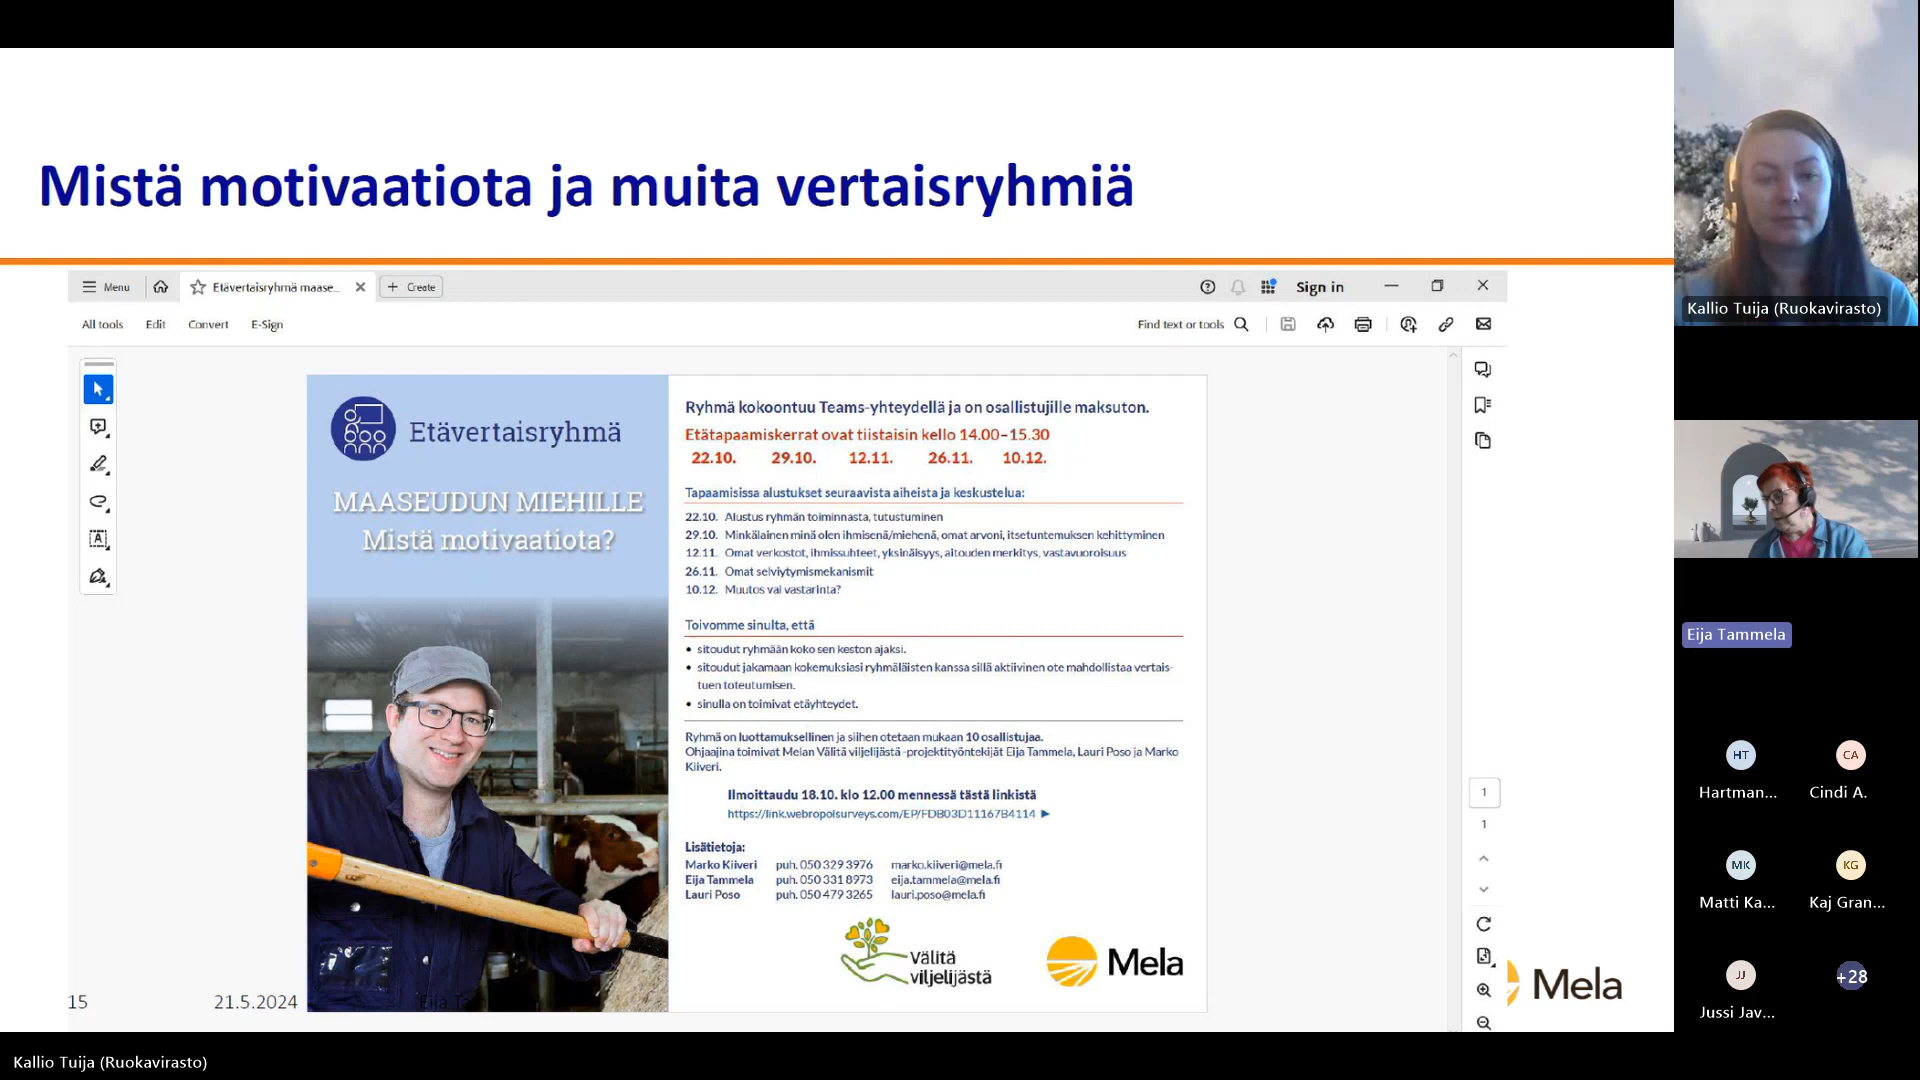 Mistä motivaatiota ja muita vertaisryhmiä
Menu
Etävertaisryhmä maase...
Create
Sign in
All tools
Edit
Convert
E-Sign
Find text or tools
Etävertaisryhmä
MAASEUDUN MIEHILLE
Mistä motivaatiota?
Ryhmä kokoontuu Teams-yhteydellä ja on osallistujille maksuton.
Etätapaamiskerrat ovat tiistaisin kello 14.00–15.30
22.10. 29.10. 12.11. 26.11. 10.12.
Tapaamisissa alustukset seuraavista aiheista ja keskustelua:
22.10. Alustus ryhmän toiminnasta, tutustuminen
29.10. Minkälainen minä olen ihmisenä/miehenä, omat arvoni, itsetuntemuksen kehittyminen
12.11. Omat verkostot, ihmissuhteet, yksinäisyys, aitouden merkitys, vastavuoroisuus
26.11. Omat selviytymismekanismit
10.12. Muutos vai vastarinta?
Toivomme sinulta, että
• sitoudut ryhmään koko sen keston ajaksi.
• sitoudut jakamaan kokemuksiasi ryhmäläisten kanssa sillä aktiivinen ote mahdollistaa vertais-
tuen toteutumisen.
• sinulla on toimivat etäyhteydet.
Ryhmä on luottamuksellinen ja siihen otetaan mukaan 10 osallistujaa.
Ohjaajina toimivat Melan Välitä viljelijästä -projektityöntekijät Eija Tammela, Lauri Poso ja Marko
Kiiveri.
Ilmoittaudu 18.10. klo 12.00 mennessä tästä linkistä
https://link.webropolsurveys.com/EP/FDB03D11167B4114 ►
Lisätietoja:
Marko Kiiveri puh. 050 329 3976 marko.kiiveri@mela.fi
Eija Tammela puh. 050 331 8973 eija.tammela@mela.fi
Lauri Poso puh. 050 479 3265 lauri.poso@mela.fi
Välitä
viljelijästä
Mela
1
1
15
21.5.2024
Mela
Kallio Tuija (Ruokavirasto)
Eija Tammela
HT
CA
Hartman...
Cindi A.
MK
KG
Matti Ka...
Kaj Gran...
JJ
+28
Jussi Jav...
Kallio Tuija (Ruokavirasto)